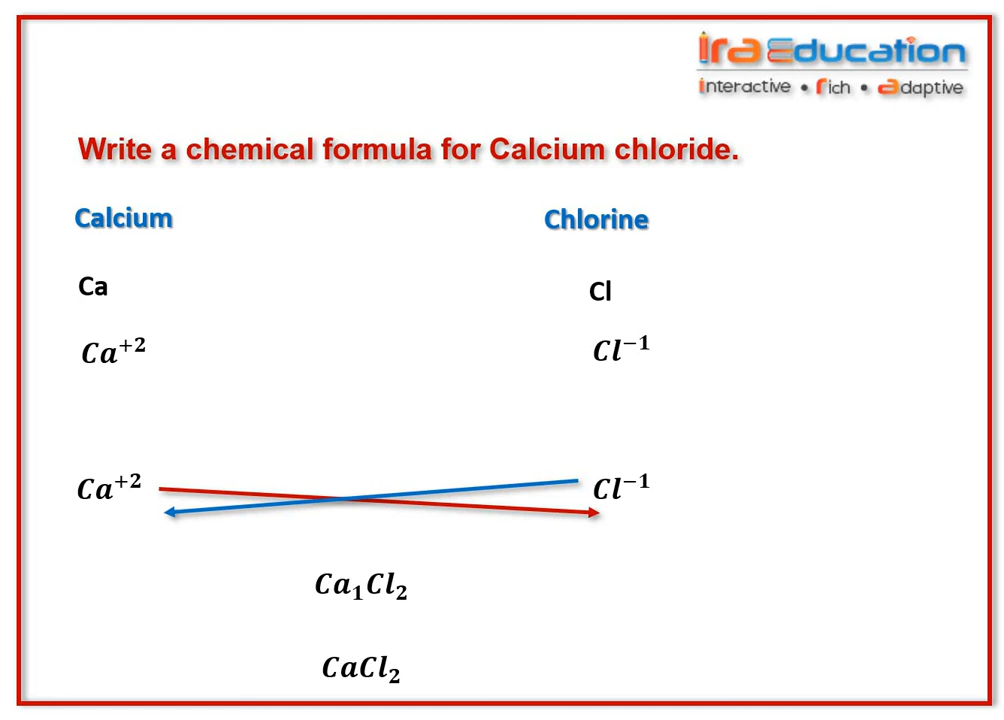 Ira Education
interactive • rich • adaptive
Write a chemical formula for Calcium chloride.
Calcium Chlorine
Ca Cl
Ca⁺² Cl⁻¹
Ca⁺² Cl⁻¹
Ca₁Cl₂
CaCl₂